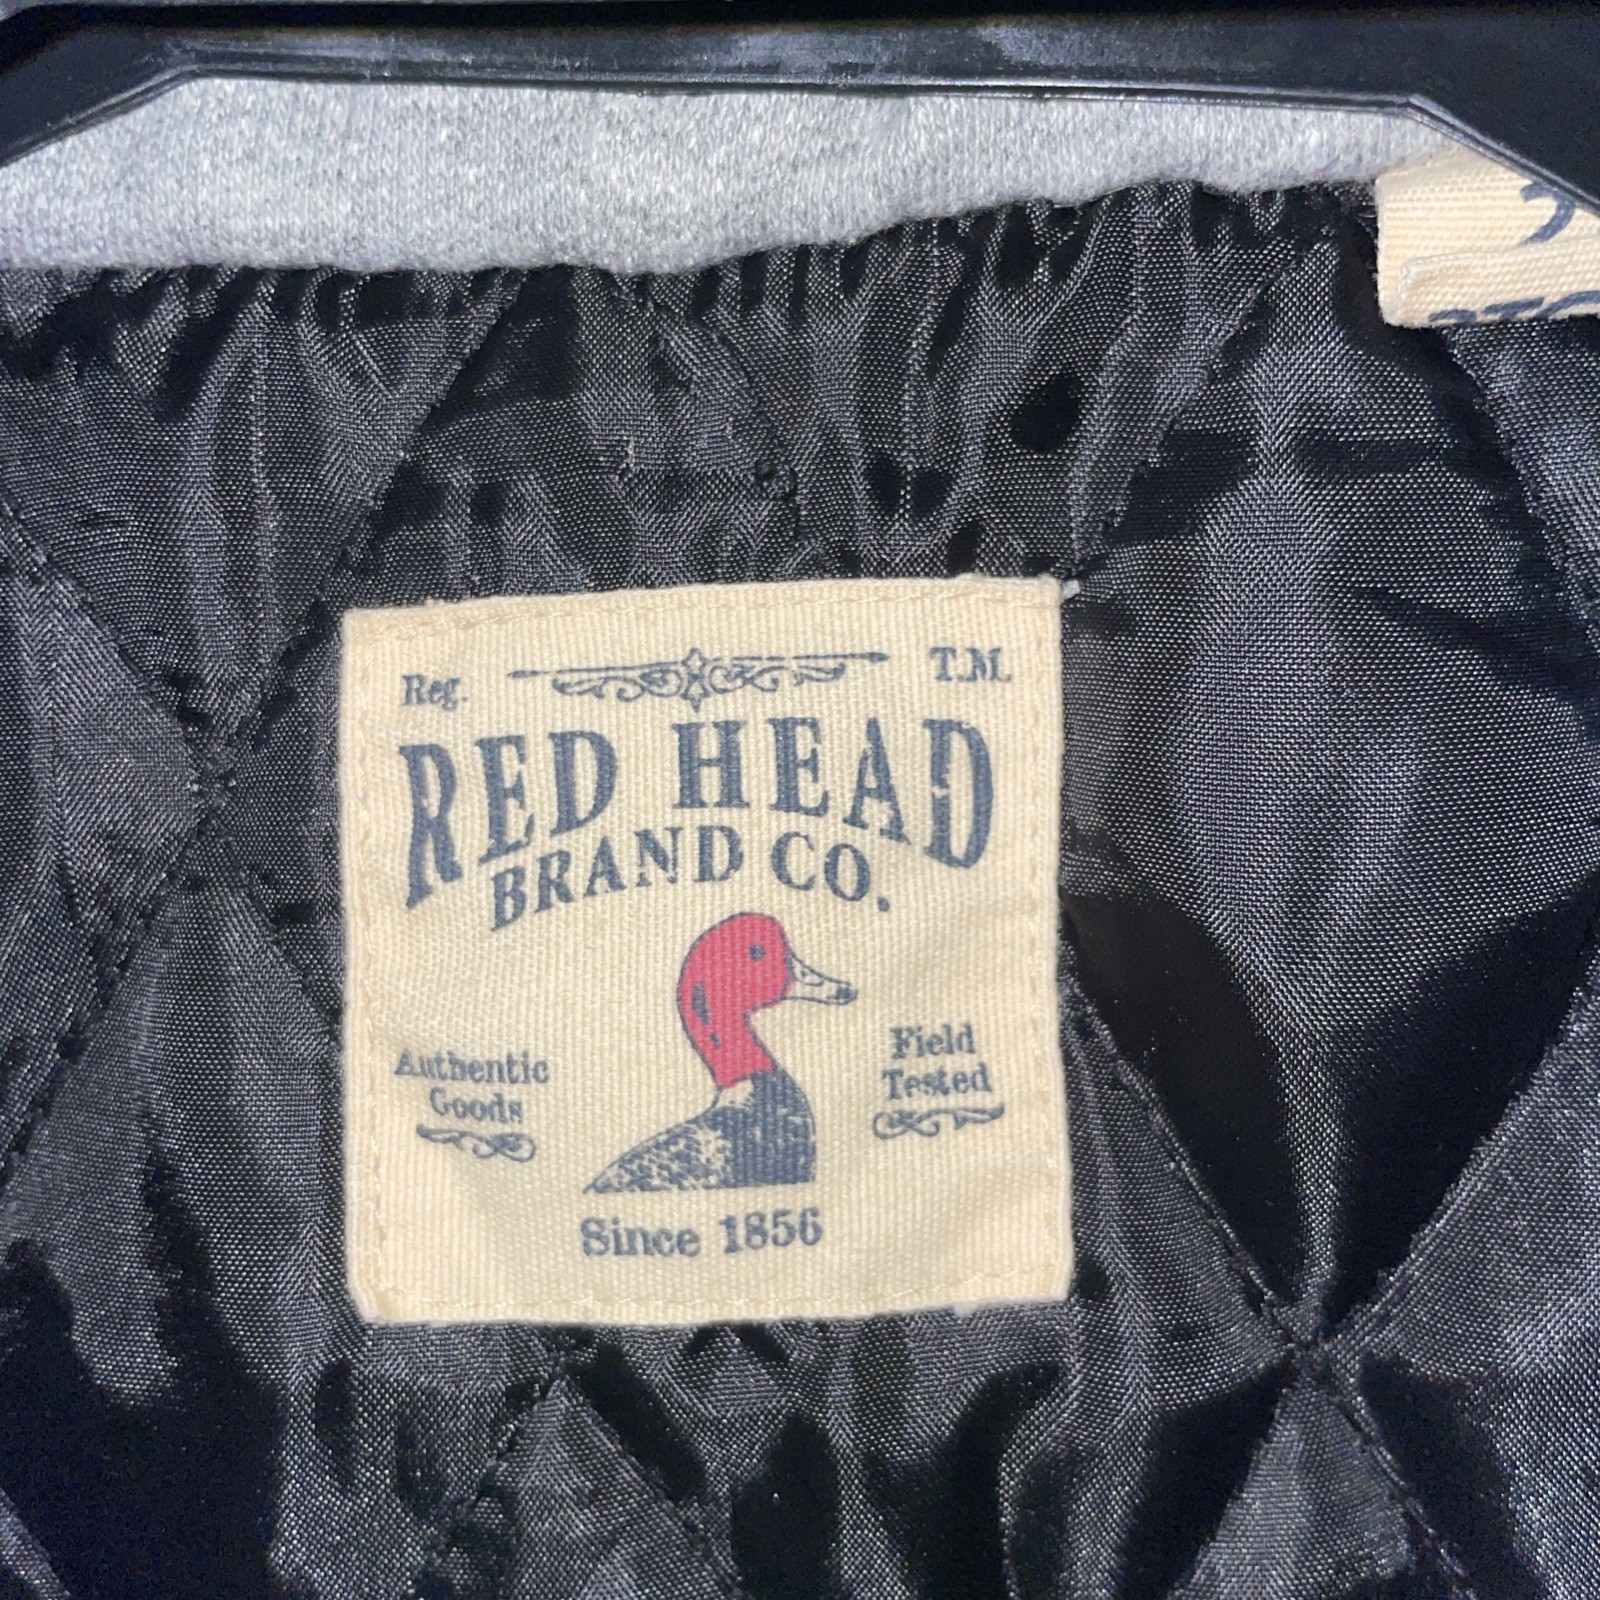 Reg. T.M.
RED HEAD
BRAND CO.
Authentic
Goods
Field
Tested
Since 1856